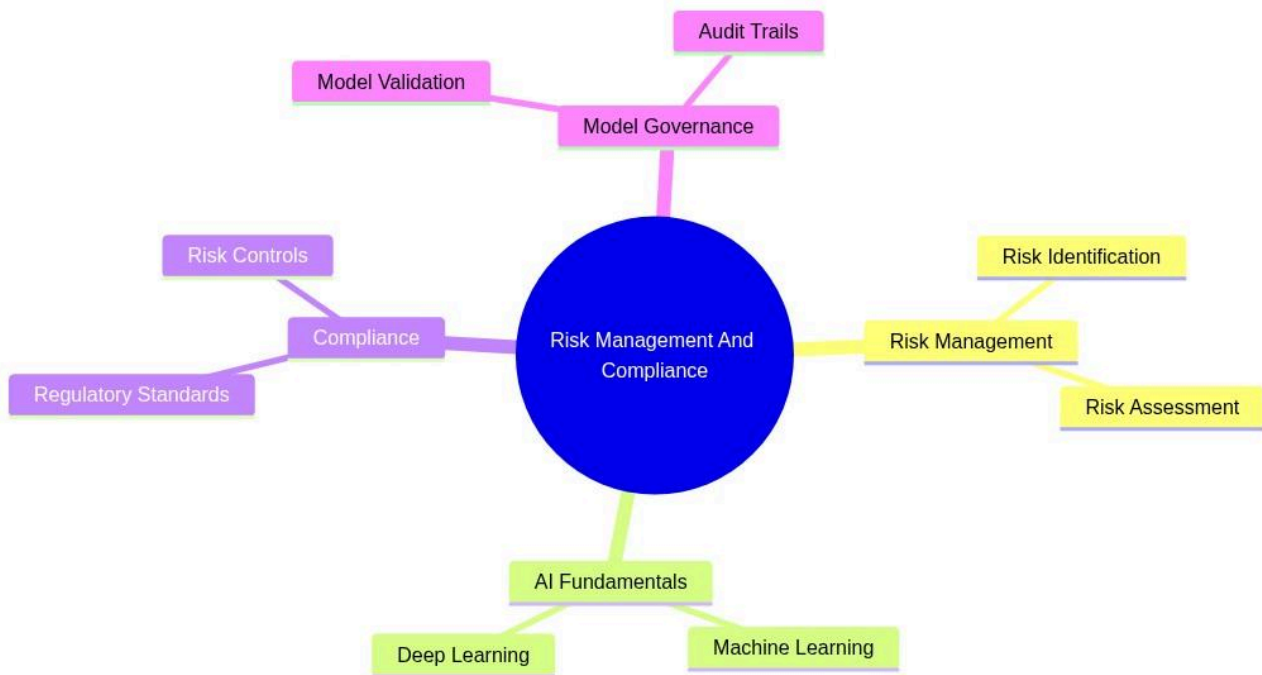 Audit Trails
Model Validation
Model Governance
Risk Controls
Risk Identification
Compliance
Risk Management And
Compliance
Risk Management
Regulatory Standards
Risk Assessment
AI Fundamentals
Deep Learning
Machine Learning